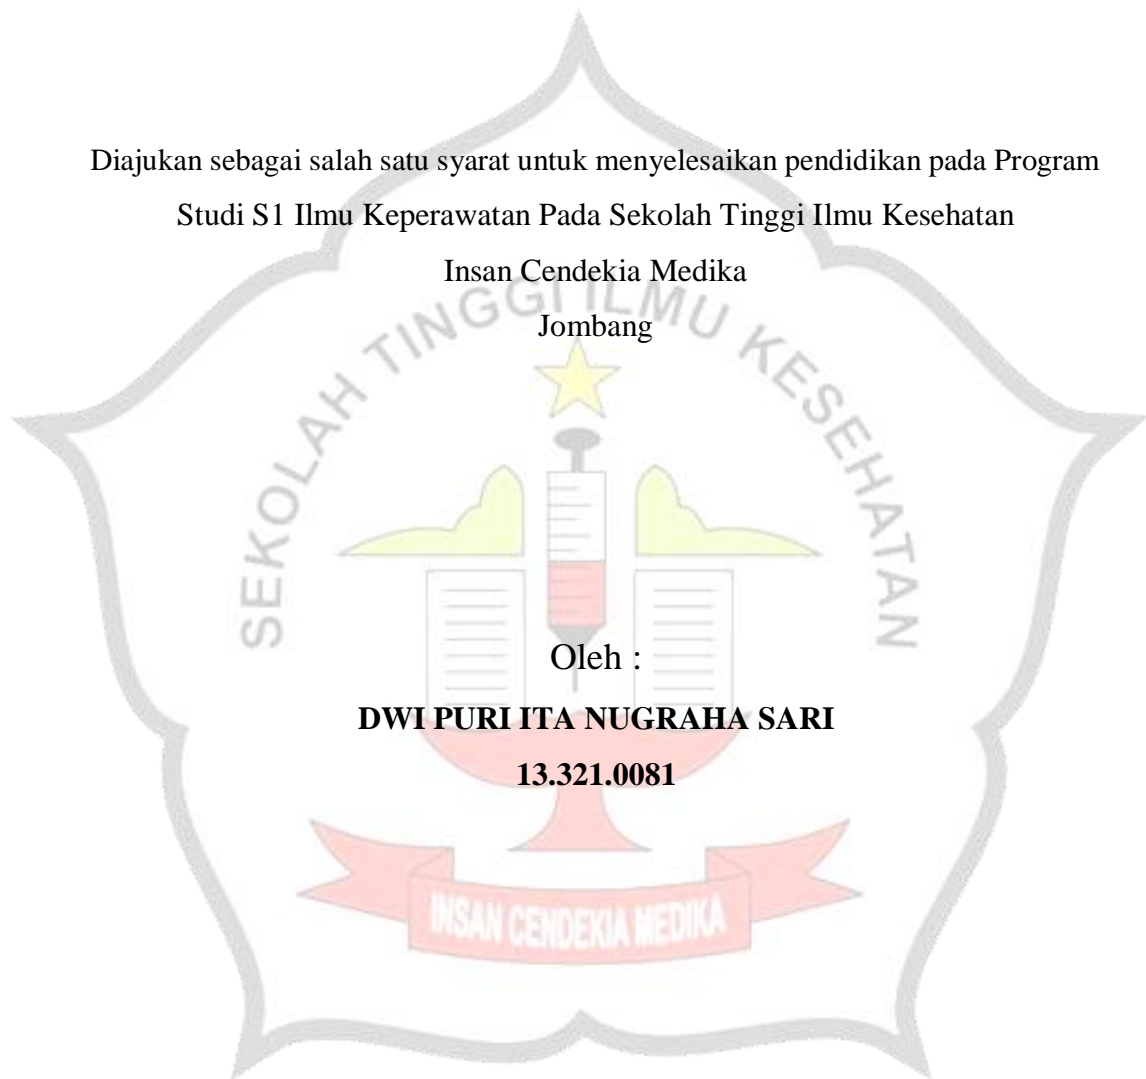 Diajukan sebagai salah satu syarat untuk menyelesaikan pendidikan pada Program
Studi S1 Ilmu Keperawatan Pada Sekolah Tinggi Ilmu Kesehatan
Insan Cendekia Medika
Jombang
SEKOLAH TINGGI ILMU KESEHATAN
Oleh :
DWI PURI ITA NUGRAHA SARI
13.321.0081
INSAN CENDEKIA MEDIKA